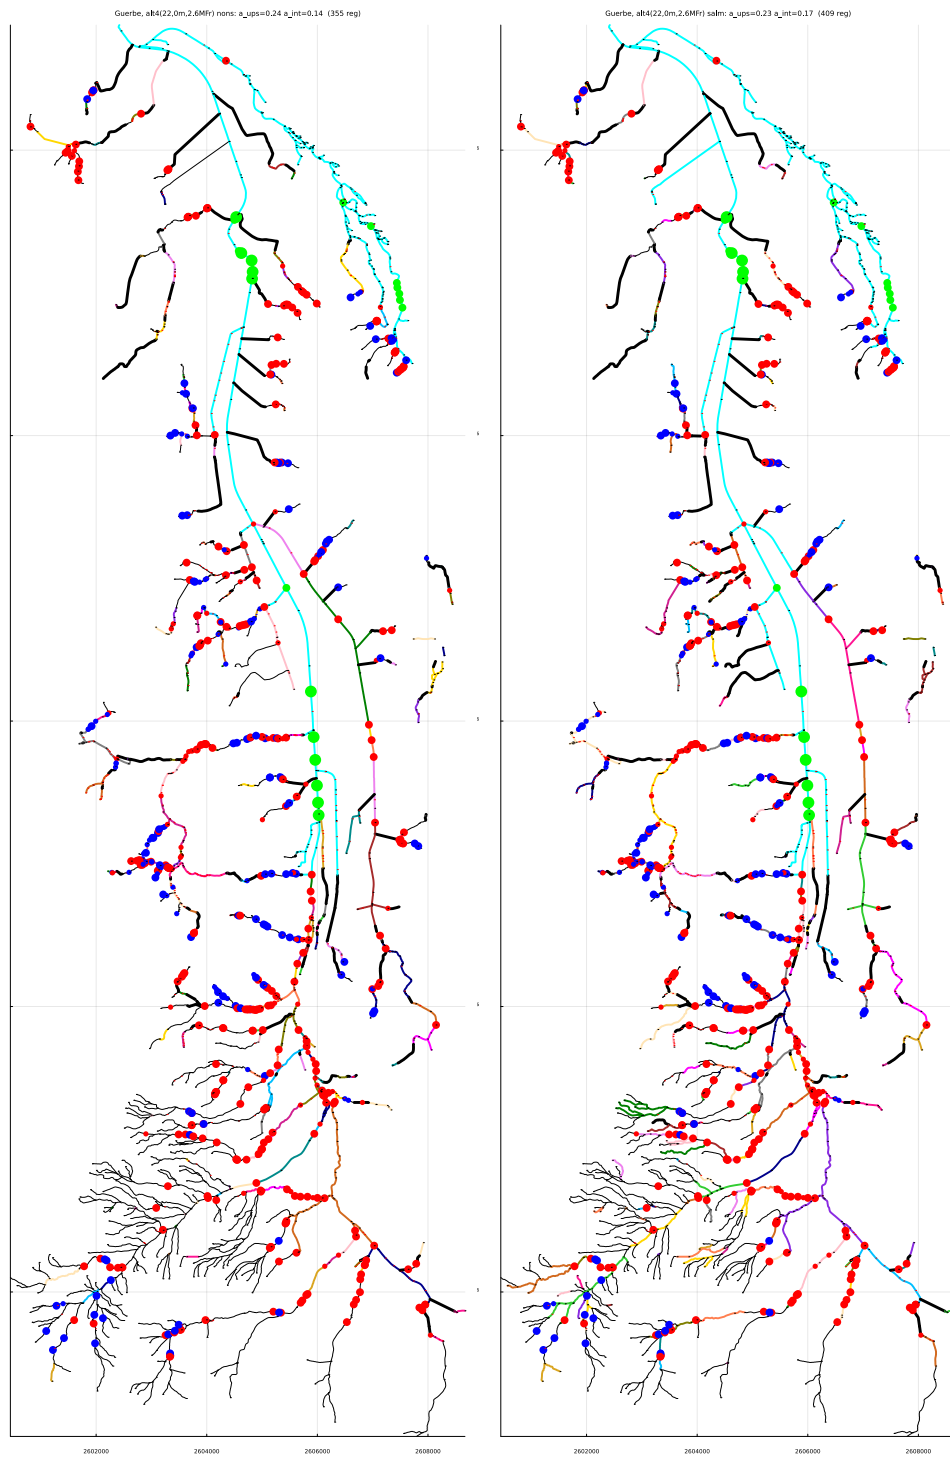 Guerbe, alt4(22,0m,2.6MFr) nons: a_ups=0.24 a_int=0.14 (355 reg)
Guerbe, alt4(22,0m,2.6MFr) salm: a_ups=0.23 a_int=0.17 (409 reg)
2602000 2604000 2606000 2608000
2602000 2604000 2606000 2608000